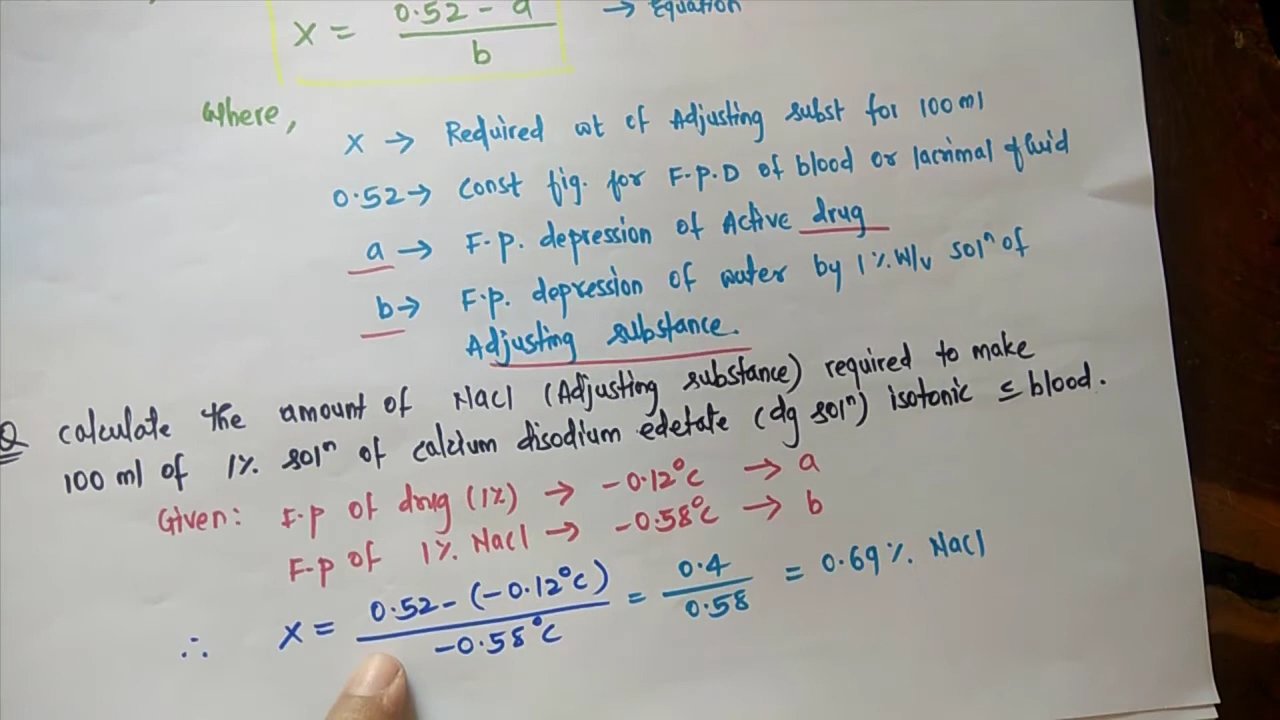 x = 0.52 - a / b → Equation
Where,
x → Required wt of Adjusting subst for 100 ml
0.52 → Const fig. for F.P.D of blood or lacrimal fluid
a → F.p. depression of Active drug
b → F.p. depression of water by 1% W/v solⁿ of
Adjusting substance.
Q calculate the amount of Nacl (Adjusting substance) required to make
100 ml of 1% solⁿ of calcium disodium edetate (dg solⁿ) isotonic c̅ blood.
Given: F.p of drug (1%) → -0.12°c → a
F.p of 1% Nacl → -0.58°c → b
∴ x = 0.52 - (-0.12°c) / -0.58°c = 0.4 / 0.58 = 0.69% Nacl